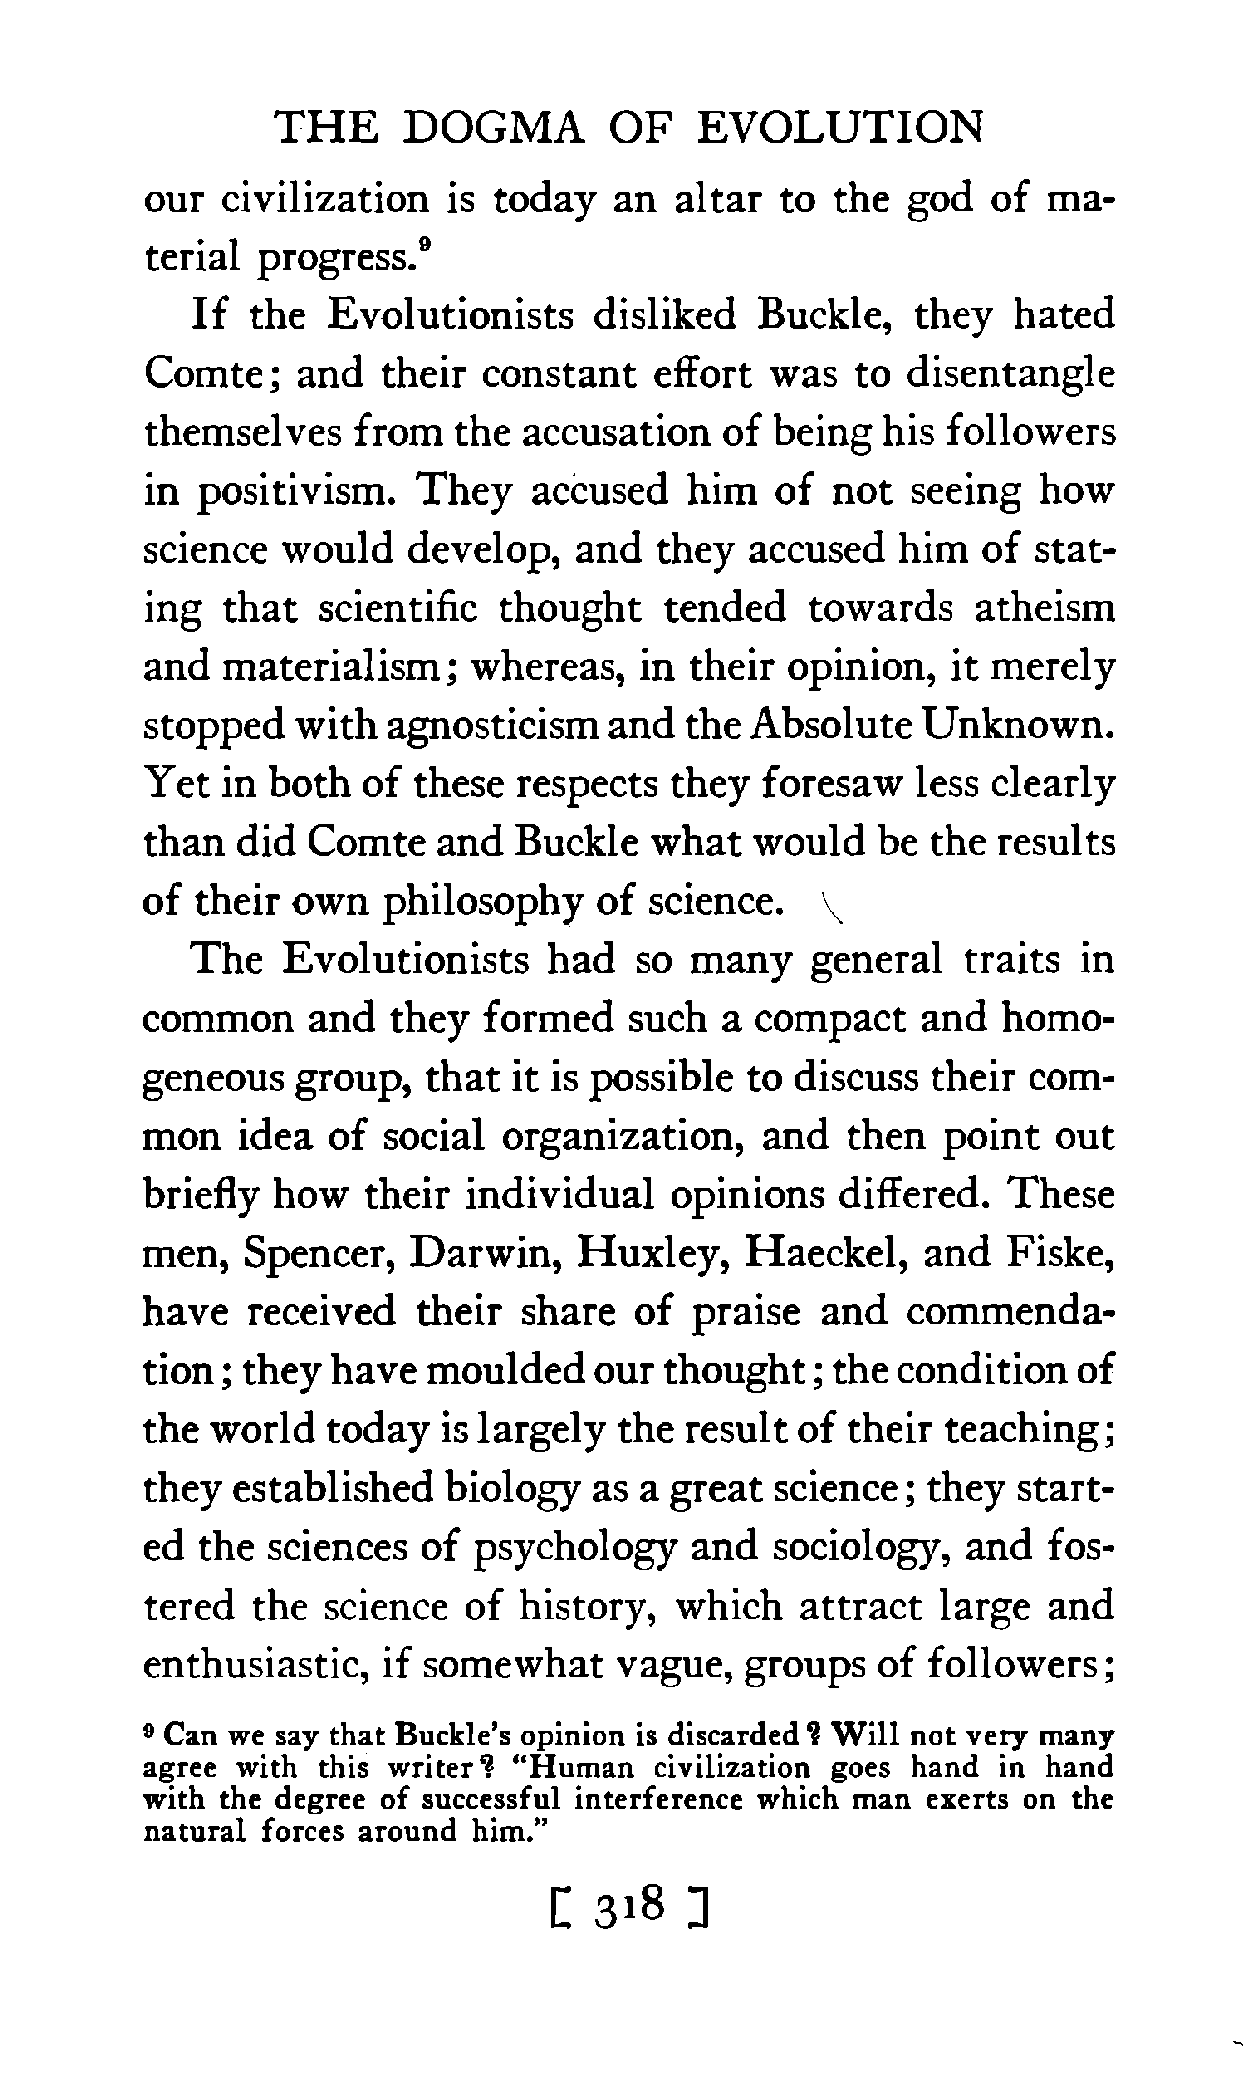 THE DOGMA OF EVOLUTION
our civilization is today an altar to the god of ma-
terial progress.⁹
If the Evolutionists disliked Buckle, they hated
Comte; and their constant effort was to disentangle
themselves from the accusation of being his followers
in positivism. They accused him of not seeing how
science would develop, and they accused him of stat-
ing that scientific thought tended towards atheism
and materialism; whereas, in their opinion, it merely
stopped with agnosticism and the Absolute Unknown.
Yet in both of these respects they foresaw less clearly
than did Comte and Buckle what would be the results
of their own philosophy of science.
The Evolutionists had so many general traits in
common and they formed such a compact and homo-
geneous group, that it is possible to discuss their com-
mon idea of social organization, and then point out
briefly how their individual opinions differed. These
men, Spencer, Darwin, Huxley, Haeckel, and Fiske,
have received their share of praise and commenda-
tion; they have moulded our thought; the condition of
the world today is largely the result of their teaching;
they established biology as a great science; they start-
ed the sciences of psychology and sociology, and fos-
tered the science of history, which attract large and
enthusiastic, if somewhat vague, groups of followers;
⁹ Can we say that Buckle's opinion is discarded? Will not very many
agree with this writer? "Human civilization goes hand in hand
with the degree of successful interference which man exerts on the
natural forces around him."
[ 318 ]